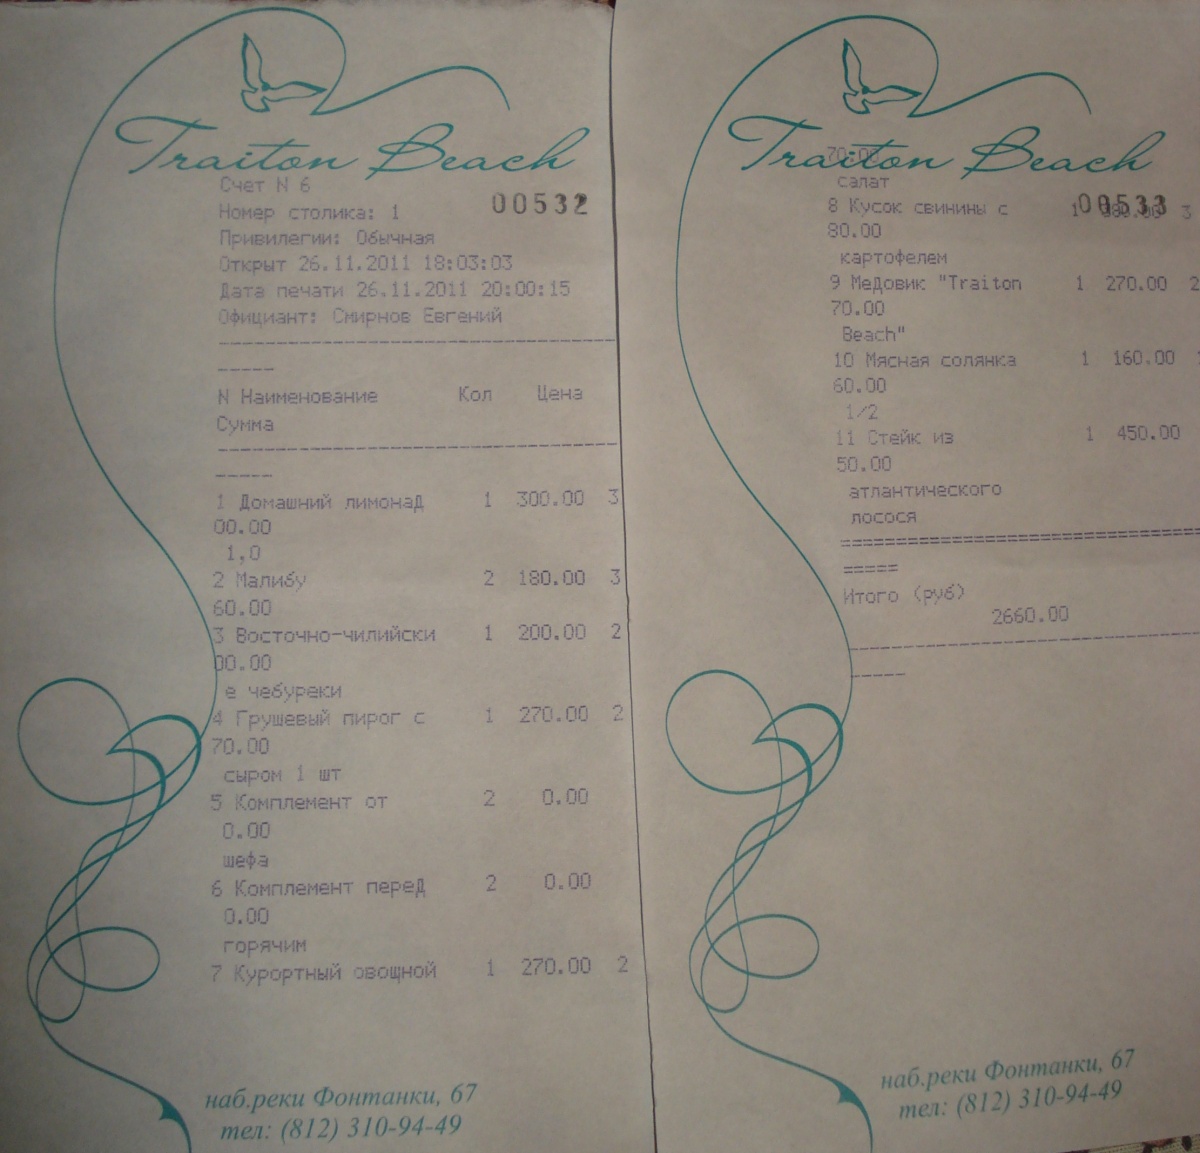 Traiton Beach
Счет N 6
00532
Номер столика: 1
Привилегии: Обычная
Открыт 26.11.2011 18:03:03
Дата печати 26.11.2011 20:00:15
Официант: Смирнов Евгений
--------------------------------
-----
N Наименование Кол Цена
Сумма
--------------------------------
-----
1 Домашний лимонад 1 300.00 3
00.00
1,0
2 Малибу 2 180.00 3
60.00
3 Восточно-чилийски 1 200.00 2
00.00
е чебуреки
4 Грушевый пирог с 1 270.00 2
70.00
сыром 1 шт
5 Комплемент от 2 0.00
0.00
шефа
6 Комплемент перед 2 0.00
0.00
горячим
7 Курортный овощной 1 270.00 2
наб.реки Фонтанки, 67
тел: (812) 310-94-49
Traiton Beach
70.00
салат
00533
8 Кусок свинины с 1 380.00 3
80.00
картофелем
9 Медовик "Traiton 1 270.00 2
70.00
Beach"
10 Мясная солянка 1 160.00 1
60.00
1/2
11 Стейк из 1 450.00
50.00
атлантического
лосося
================================
=====
Итого (руб)
2660.00
--------------------------------
-----
наб.реки Фонтанки, 67
тел: (812) 310-94-49